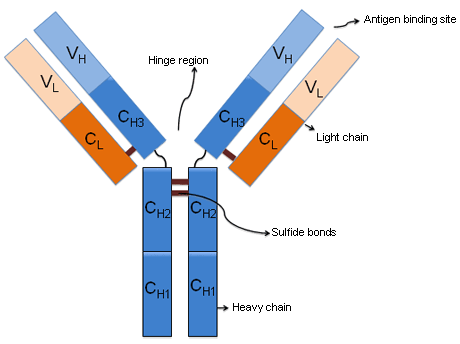 Antigen binding site
VH
VH
Hinge region
VL
VL
CH3
CH3
CL
CL
Light chain
CH2
CH2
Sulfide bonds
CH1
CH1
Heavy chain